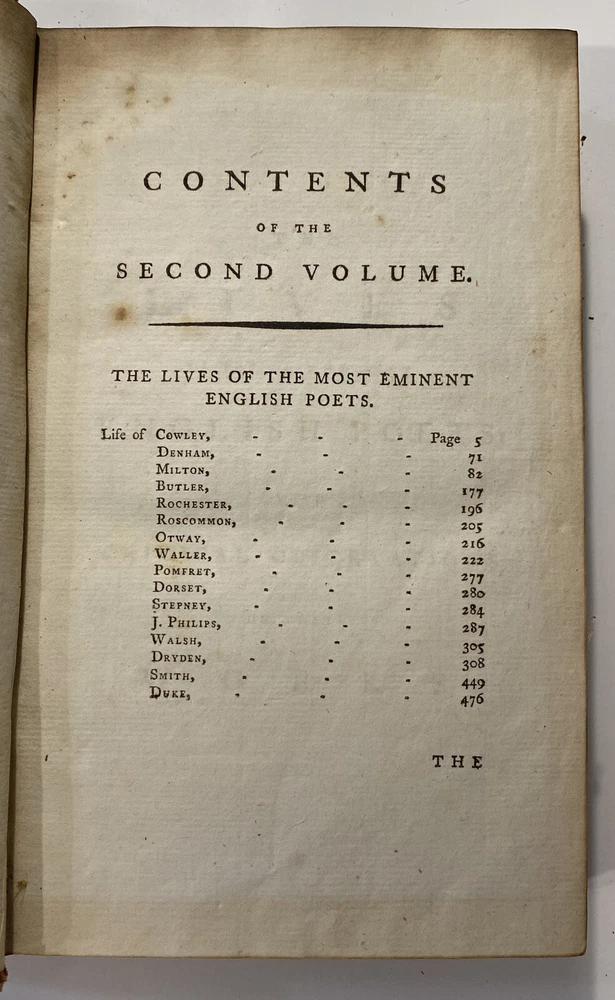 CONTENTS
OF THE
SECOND VOLUME.
THE LIVES OF THE MOST EMINENT
ENGLISH POETS.
Life of COWLEY, - - - Page 5
DENHAM, - - - 71
MILTON, - - - 82
BUTLER, - - - 177
ROCHESTER, - - - 196
ROSCOMMON, - - - 205
OTWAY, - - - 216
WALLER, - - - 222
POMFRET, - - - 277
DORSET, - - - 280
STEPNEY, - - - 284
J. PHILIPS, - - - 287
WALSH, - - - 305
DRYDEN, - - - 308
SMITH, - - - 449
DUKE, - - - 476
THE